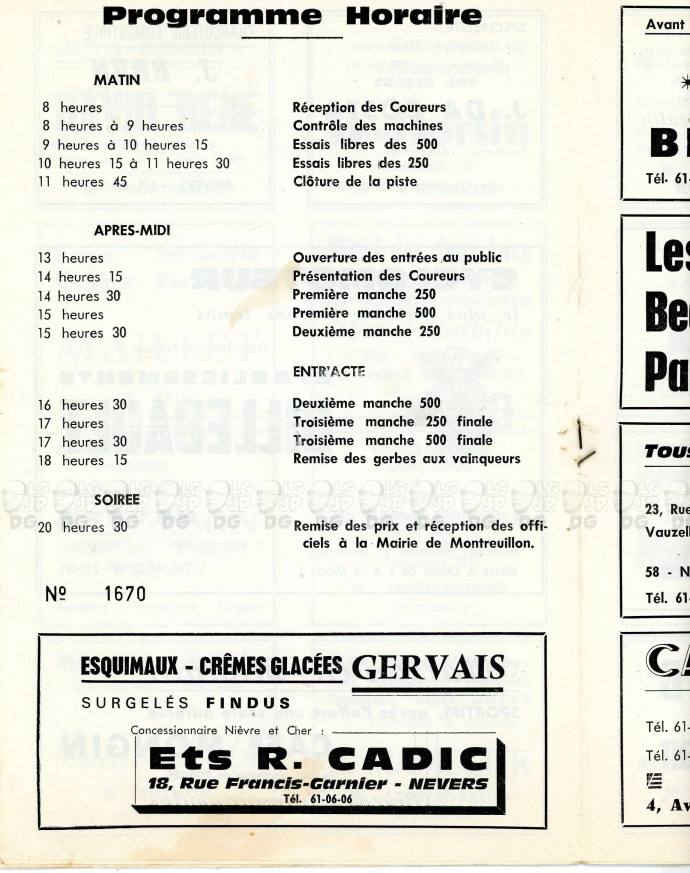 Programme Horaire
MATIN
8 heures Réception des Coureurs
8 heures à 9 heures Contrôle des machines
9 heures à 10 heures 15 Essais libres des 500
10 heures 15 à 11 heures 30 Essais libres des 250
11 heures 45 Clôture de la piste
APRES-MIDI
13 heures Ouverture des entrées au public
14 heures 15 Présentation des Coureurs
14 heures 30 Première manche 250
15 heures Première manche 500
15 heures 30 Deuxième manche 250
ENTR'ACTE
16 heures 30 Deuxième manche 500
17 heures Troisième manche 250 finale
17 heures 30 Troisième manche 500 finale
18 heures 15 Remise des gerbes aux vainqueurs
SOIREE
20 heures 30 Remise des prix et réception des offi-
ciels à la Mairie de Montreuillon.
Nº 1670
ESQUIMAUX - CRÊMES GLACÉES GERVAIS
SURGELÉS FINDUS
Concessionnaire Nièvre et Cher :
Ets R. CADIC
18, Rue Francis-Garnier - NEVERS
Tél. 61-06-06
Avant
Tél. 61-
Les
Pa
Tous
23, Rue
Vauzell
58 - N
Tél. 61-
CA
Tél. 61-
Tél. 61-
4, Av